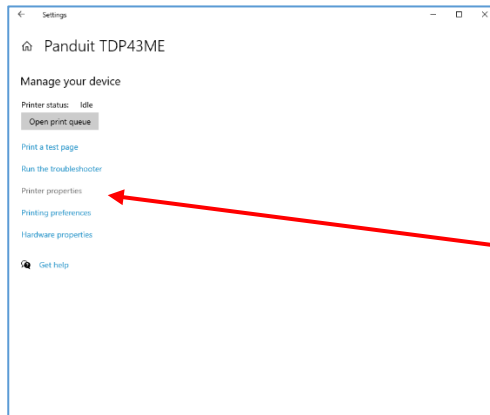 Settings
Panduit TDP43ME
Manage your device
Printer status: Idle
Open print queue
Print a test page
Run the troubleshooter
Printer properties
Printing preferences
Hardware properties
Get help